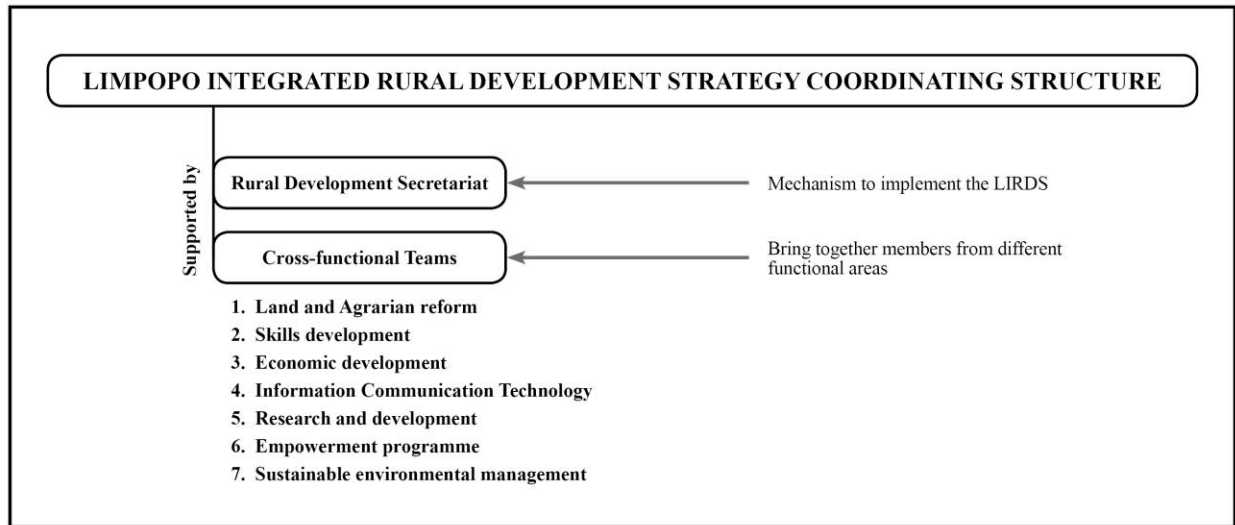 LIMPOPO INTEGRATED RURAL DEVELOPMENT STRATEGY COORDINATING STRUCTURE
Supported by
Rural Development Secretariat
Mechanism to implement the LIRDS
Cross-functional Teams
Bring together members from different
functional areas
1. Land and Agrarian reform
2. Skills development
3. Economic development
4. Information Communication Technology
5. Research and development
6. Empowerment programme
7. Sustainable environmental management